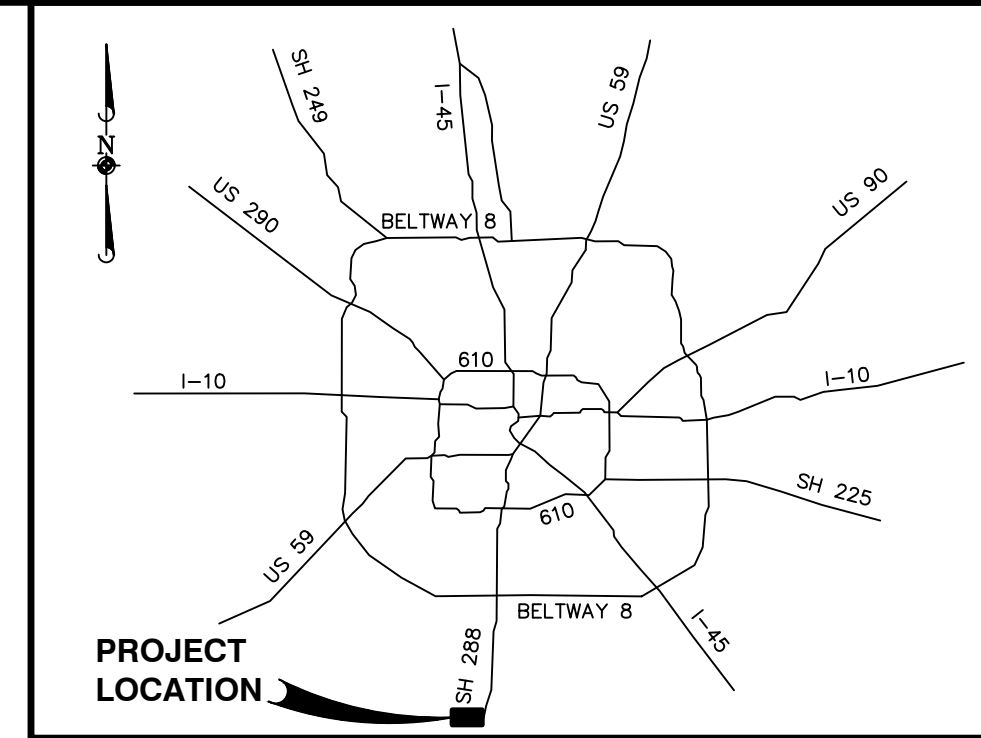 SH 249
I-45
US 59
N
US 290
BELTWAY 8
US 90
610
I-10
I-10
SH 225
610
US 59
BELTWAY 8
I-45
SH 288
PROJECT
LOCATION